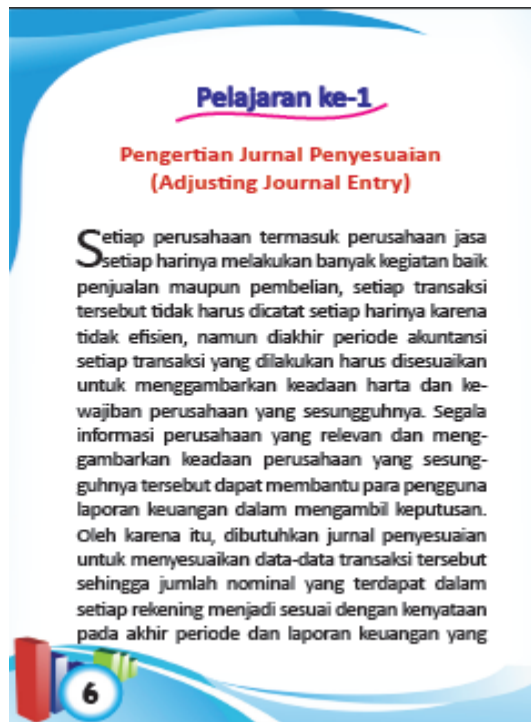 Pelajaran ke-1
Pengertian Jurnal Penyesuaian
(Adjusting Journal Entry)
Setiap perusahaan termasuk perusahaan jasa
setiap harinya melakukan banyak kegiatan baik
penjualan maupun pembelian, setiap transaksi
tersebut tidak harus dicatat setiap harinya karena
tidak efisien, namun diakhir periode akuntansi
setiap transaksi yang dilakukan harus disesuaikan
untuk menggambarkan keadaan harta dan ke-
wajiban perusahaan yang sesungguhnya. Segala
informasi perusahaan yang relevan dan meng-
gambarkan keadaan perusahaan yang sesung-
guhnya tersebut dapat membantu para pengguna
laporan keuangan dalam mengambil keputusan.
Oleh karena itu, dibutuhkan jurnal penyesuaian
untuk menyesuaikan data-data transaksi tersebut
sehingga jumlah nominal yang terdapat dalam
setiap rekening menjadi sesuai dengan kenyataan
pada akhir periode dan laporan keuangan yang
6